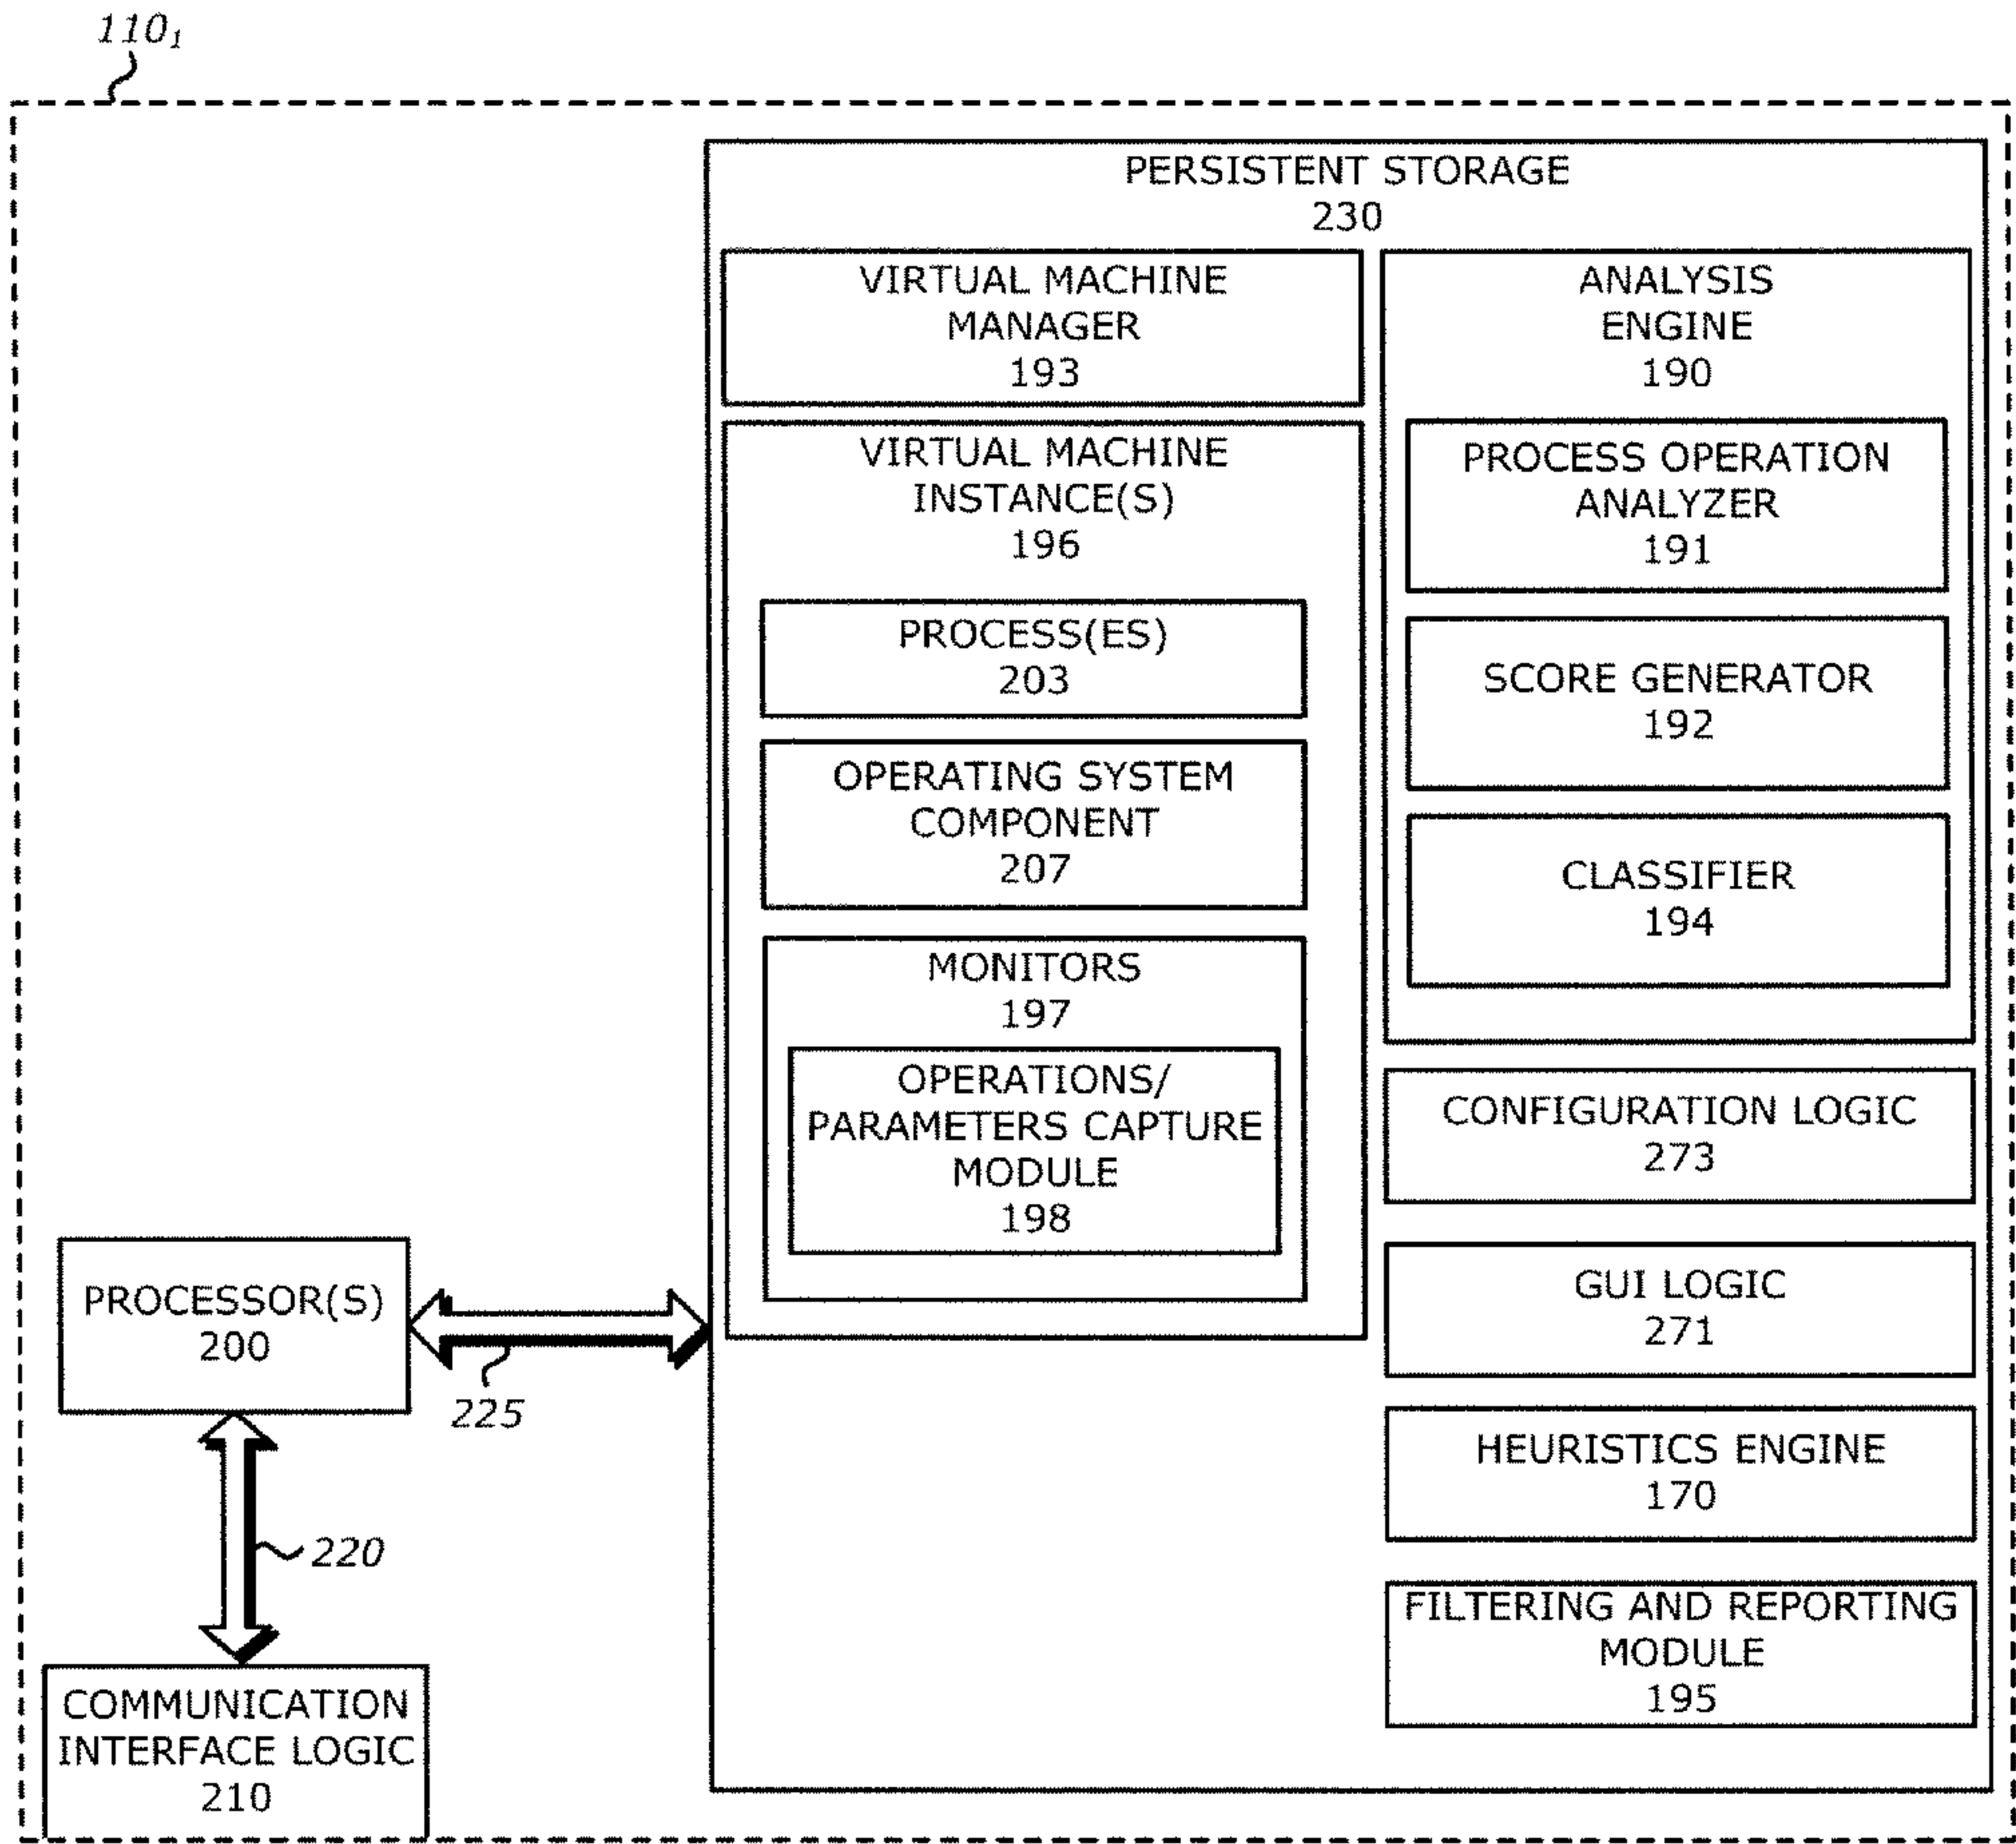 110₁
PERSISTENT STORAGE
230
VIRTUAL MACHINE
MANAGER
193
VIRTUAL MACHINE
INSTANCE(S)
196
PROCESS(ES)
203
OPERATING SYSTEM
COMPONENT
207
MONITORS
197
OPERATIONS/
PARAMETERS CAPTURE
MODULE
198
ANALYSIS
ENGINE
190
PROCESS OPERATION
ANALYZER
191
SCORE GENERATOR
192
CLASSIFIER
194
CONFIGURATION LOGIC
273
GUI LOGIC
271
HEURISTICS ENGINE
170
FILTERING AND REPORTING
MODULE
195
PROCESSOR(S)
200
225
220
COMMUNICATION
INTERFACE LOGIC
210